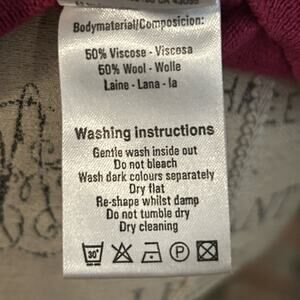 Bodymaterial/Composicion:
50% Viscose - Viscosa
50% Wool - Wolle
Laine - Lana - la
Washing instructions
Gentle wash inside out
Do not bleach
Wash dark colours separately
Dry flat
Re-shape whilst damp
Do not tumble dry
Dry cleaning
30°
P